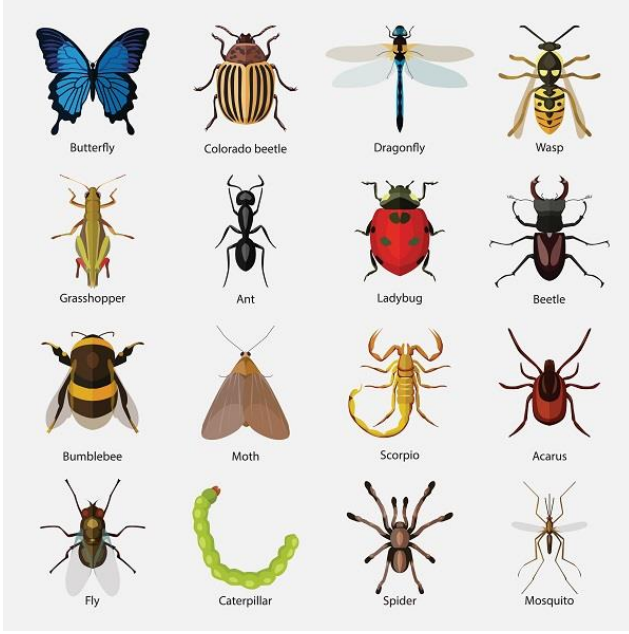 Butterfly
Colorado beetle
Dragonfly
Wasp
Grasshopper
Ant
Ladybug
Beetle
Bumblebee
Moth
Scorpio
Acarus
Fly
Caterpillar
Spider
Mosquito